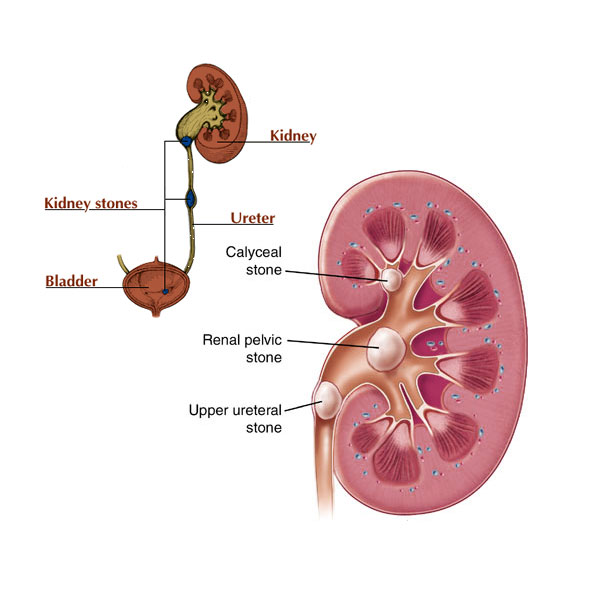 Kidney
Kidney stones
Ureter
Bladder
Calyceal
stone
Renal pelvic
stone
Upper ureteral
stone